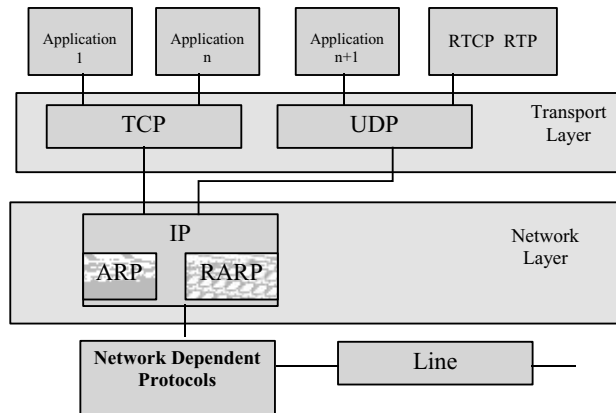 Application
1
Application
n
Application
n+1
RTCP RTP
TCP
UDP
Transport
Layer
IP
ARP
RARP
Network
Layer
Network Dependent
Protocols
Line